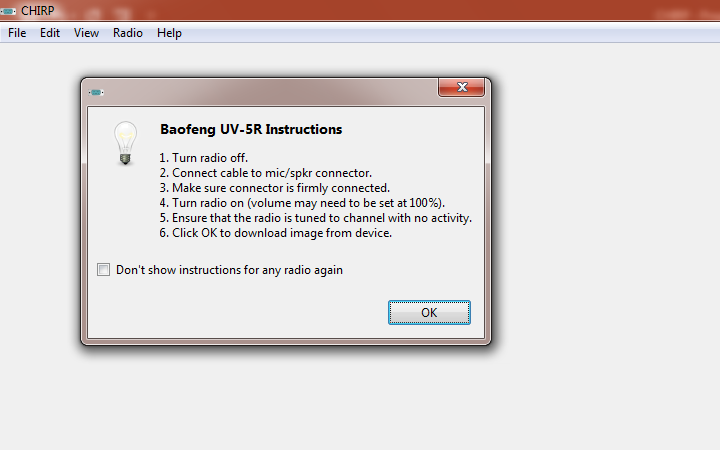 CHIRP
File Edit View Radio Help
Baofeng UV-5R Instructions
1. Turn radio off.
2. Connect cable to mic/spkr connector.
3. Make sure connector is firmly connected.
4. Turn radio on (volume may need to be set at 100%).
5. Ensure that the radio is tuned to channel with no activity.
6. Click OK to download image from device.
Don't show instructions for any radio again
OK